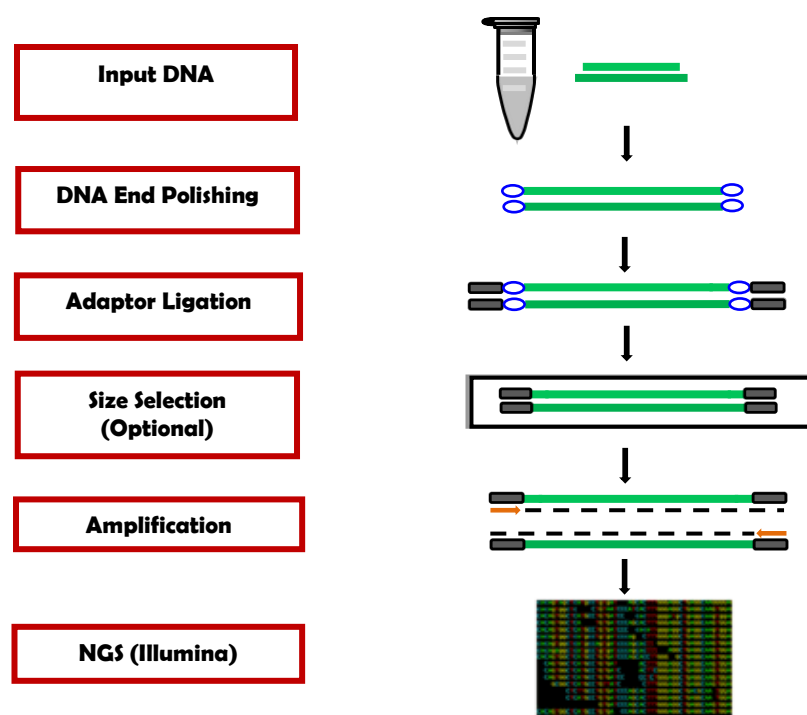 Input DNA
DNA End Polishing
Adaptor Ligation
Size Selection
(Optional)
Amplification
NGS (Illumina)